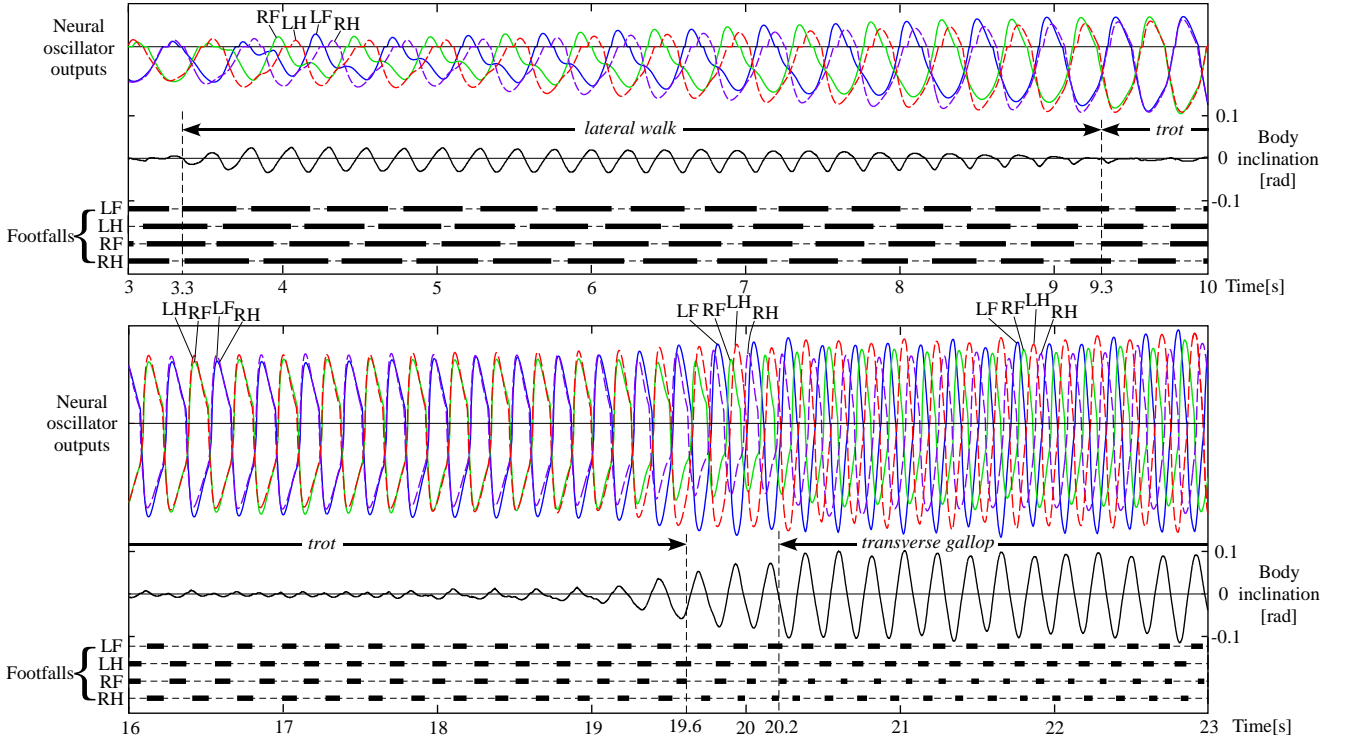 RF LH LF RH
Neural
oscillator
outputs
0.1
lateral walk
trot
0
Body
inclination
[rad]
-0.1
Footfalls
LF
LH
RF
RH
3 3.3 4 5 6 7 8 9 9.3 10 Time[s]
LH RF LF RH
LF RF LH RH
LF RF LH RH
Neural
oscillator
outputs
trot
transverse gallop
0.1
0
Body
inclination
[rad]
-0.1
Footfalls
LF
LH
RF
RH
16 17 18 19 19.6 20 20.2 21 22 23 Time[s]